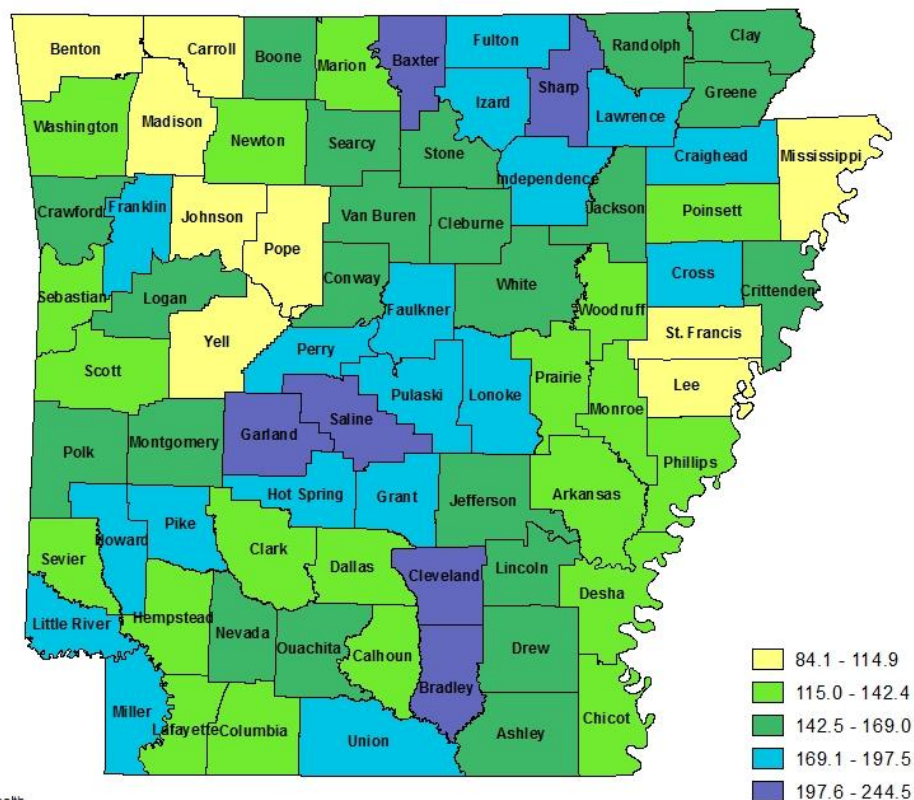 Benton
Carroll
Boone
Marion
Baxter
Fulton
Sharp
Randolph
Clay
Izard
Lawrence
Greene
Washington
Madison
Newton
Searcy
Stone
Independence
Craighead
Mississippi
Crawford
Franklin
Johnson
Pope
Van Buren
Cleburne
Jackson
Poinsett
Sebastian
Logan
Conway
Faulkner
White
Woodruff
Cross
Crittenden
Scott
Yell
Perry
Pulaski
Lonoke
Prairie
Monroe
St. Francis
Lee
Polk
Montgomery
Garland
Saline
Hot Spring
Grant
Jefferson
Arkansas
Phillips
Sevier
Howard
Pike
Clark
Dallas
Cleveland
Lincoln
Desha
Little River
Hempstead
Nevada
Ouachita
Calhoun
Bradley
Drew
Miller
Lafayette
Columbia
Union
Ashley
Chicot
84.1 - 114.9
115.0 - 142.4
142.5 - 169.0
169.1 - 197.5
197.6 - 244.5